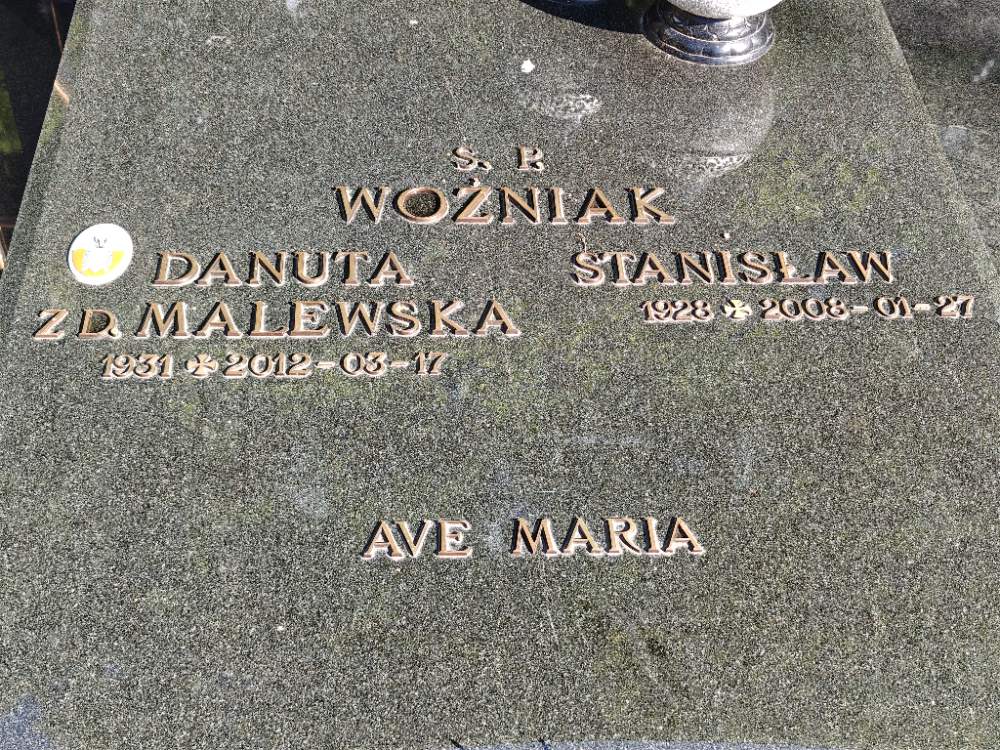 Ś. P.
WOŹNIAK
DANUTA
ZD. MALEWSKA
1931 ✠ 2012-03-17
STANISŁAW
1928 ✠ 2008-01-27
AVE MARIA